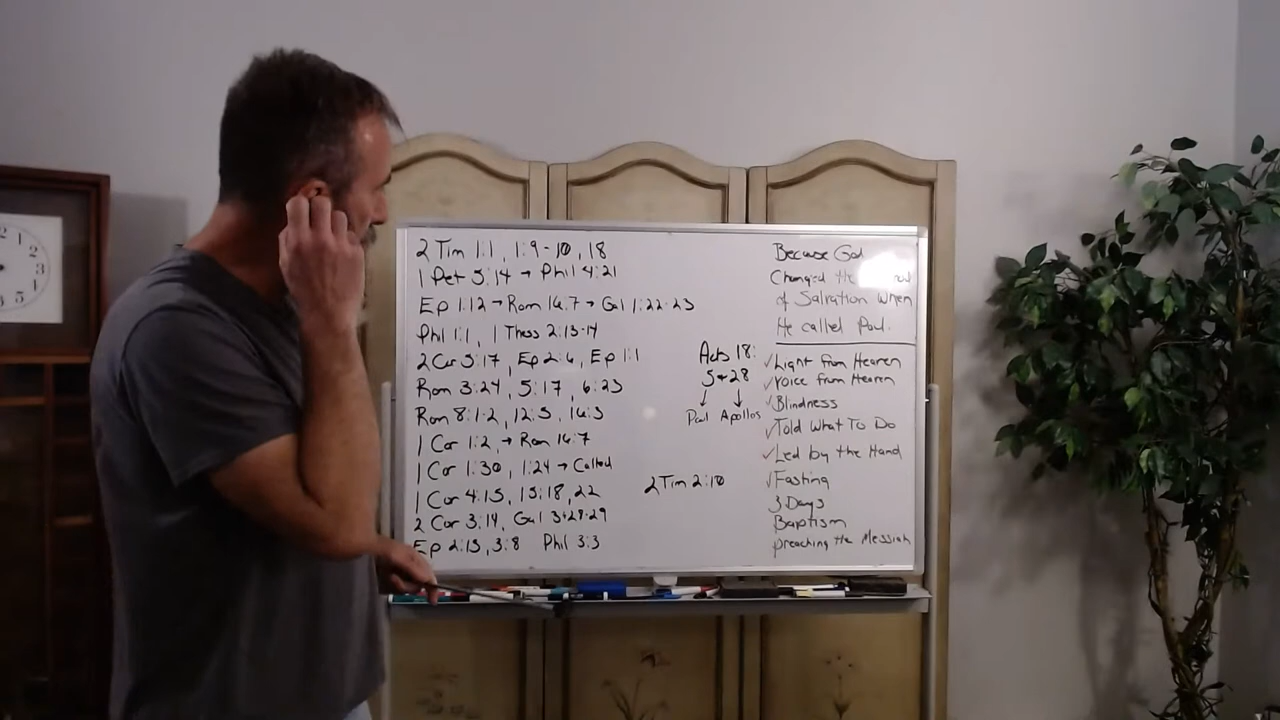 2 Tim 1:1, 1:9-10, 18
1 Pet 5:14 → Phil 4:21
Ep 1:12 → Rom 16:7 → Gal 1:22-23
Phil 1:1, 1 Thess 2:13-14
2 Cor 5:17, Ep 2:6, Ep 1:1
Rom 3:24, 5:17, 6:23
Rom 8:1-2, 12:5, 16:3
1 Cor 1:2, → Rom 16:7
1 Cor 1:30, 1:24 → Called
1 Cor 4:15, 15:18, 22
2 Cor 3:14, Gal 3:28-29
Ep 2:13, 3:8 Phil 3:3
Acts 18:
5 + 28
↓ ↓
Paul Apollos
2 Tim 2:10
Because God
Changed the
of Salvation When
He called Paul.
✓Light from Heaven
✓Voice from Heaven
✓Blindness
✓Told What To Do
✓Led by the Hand
✓Fasting
3 Days
Baptism
preaching the Messiah
2
1
2
3
4
5